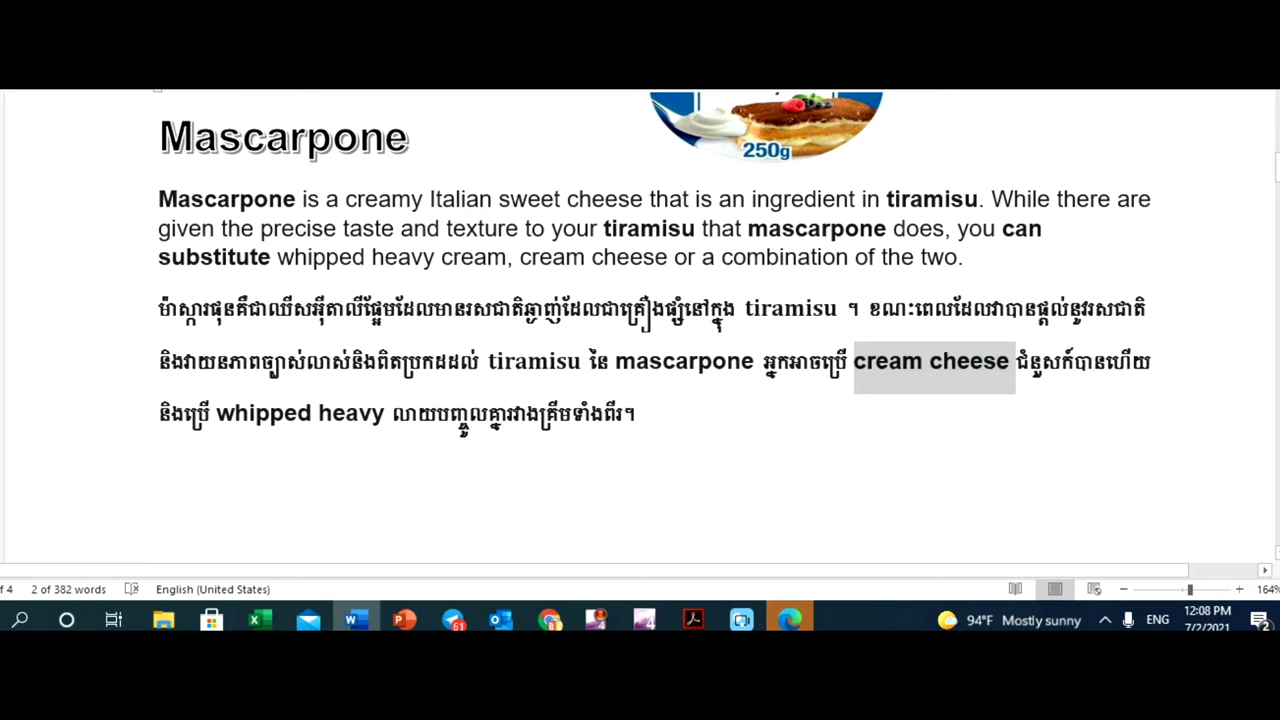 250g
Mascarpone
Mascarpone is a creamy Italian sweet cheese that is an ingredient in tiramisu. While there are
given the precise taste and texture to your tiramisu that mascarpone does, you can
substitute whipped heavy cream, cream cheese or a combination of the two.
ម៉ាស្ការផុនគឺជាឈីសអ៊ីតាលីផ្អែមដែលមានរសជាតិឆ្ងាញ់ដែលជាគ្រឿងផ្សំនៅក្នុង tiramisu ។ ខណៈពេលដែលវាបានផ្តល់នូវរសជាតិ
និងវាយនភាពច្បាស់លាស់និងពិតប្រកដដល់ tiramisu នៃ mascarpone អ្នកអាចប្រើ cream cheese ជំនួសក៍បានហើយ
និងប្រើ whipped heavy លាយបញ្ចូលគ្នារវាងគ្រីមទាំងពីរ។
of 4 2 of 382 words English (United States) 164%
61 94°F Mostly sunny ENG 12:08 PM
7/2/2021